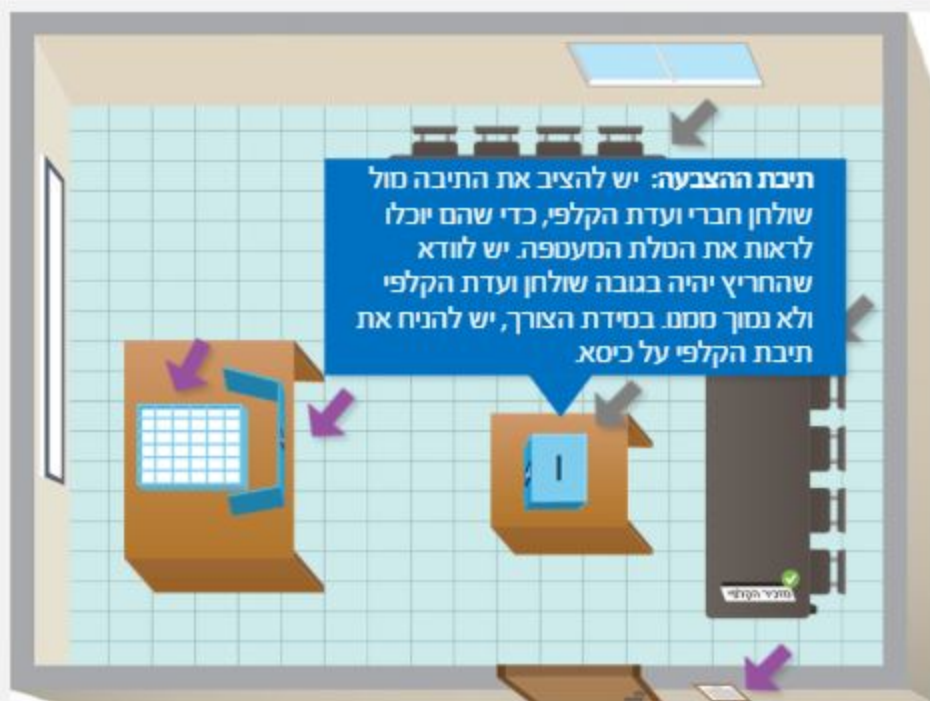 תיבת ההצבעה: יש להציב את התיבה מול
שולחן חברי ועדת הקלפי, כדי שהם יוכלו
לראות את הטלת המעטפה. יש לוודא
שהחריץ יהיה בגובה שולחן ועדת הקלפי
ולא נמוך ממנו. במידת הצורך, יש להניח את
תיבת הקלפי על כיסא.
מזכיר הקלפי